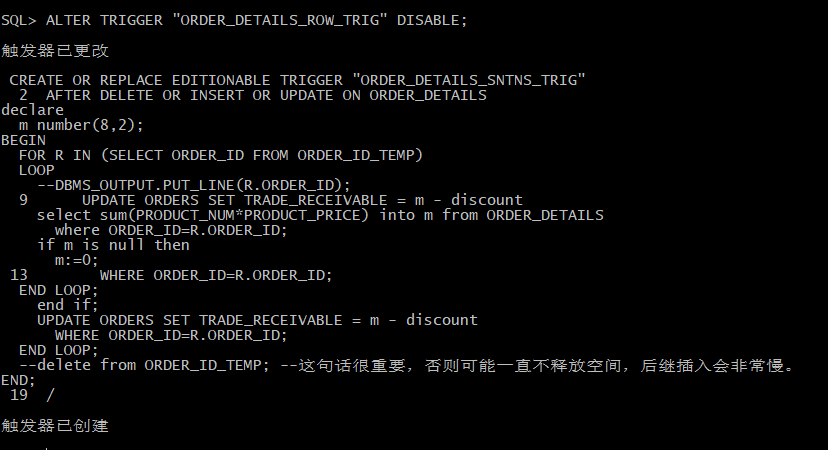 SQL> ALTER TRIGGER "ORDER_DETAILS_ROW_TRIG" DISABLE;
触发器已更改
CREATE OR REPLACE EDITIONABLE TRIGGER "ORDER_DETAILS_SNTNS_TRIG"
2 AFTER DELETE OR INSERT OR UPDATE ON ORDER_DETAILS
declare
m number(8,2);
BEGIN
FOR R IN (SELECT ORDER_ID FROM ORDER_ID_TEMP)
LOOP
--DBMS_OUTPUT.PUT_LINE(R.ORDER_ID);
9 UPDATE ORDERS SET TRADE_RECEIVABLE = m - discount
select sum(PRODUCT_NUM*PRODUCT_PRICE) into m from ORDER_DETAILS
where ORDER_ID=R.ORDER_ID;
if m is null then
m:=0;
13 WHERE ORDER_ID=R.ORDER_ID;
END LOOP;
end if;
UPDATE ORDERS SET TRADE_RECEIVABLE = m - discount
WHERE ORDER_ID=R.ORDER_ID;
END LOOP;
--delete from ORDER_ID_TEMP; --这句话很重要，否则可能一直不释放空间，后继插入会非常慢。
END;
19 /
触发器已创建